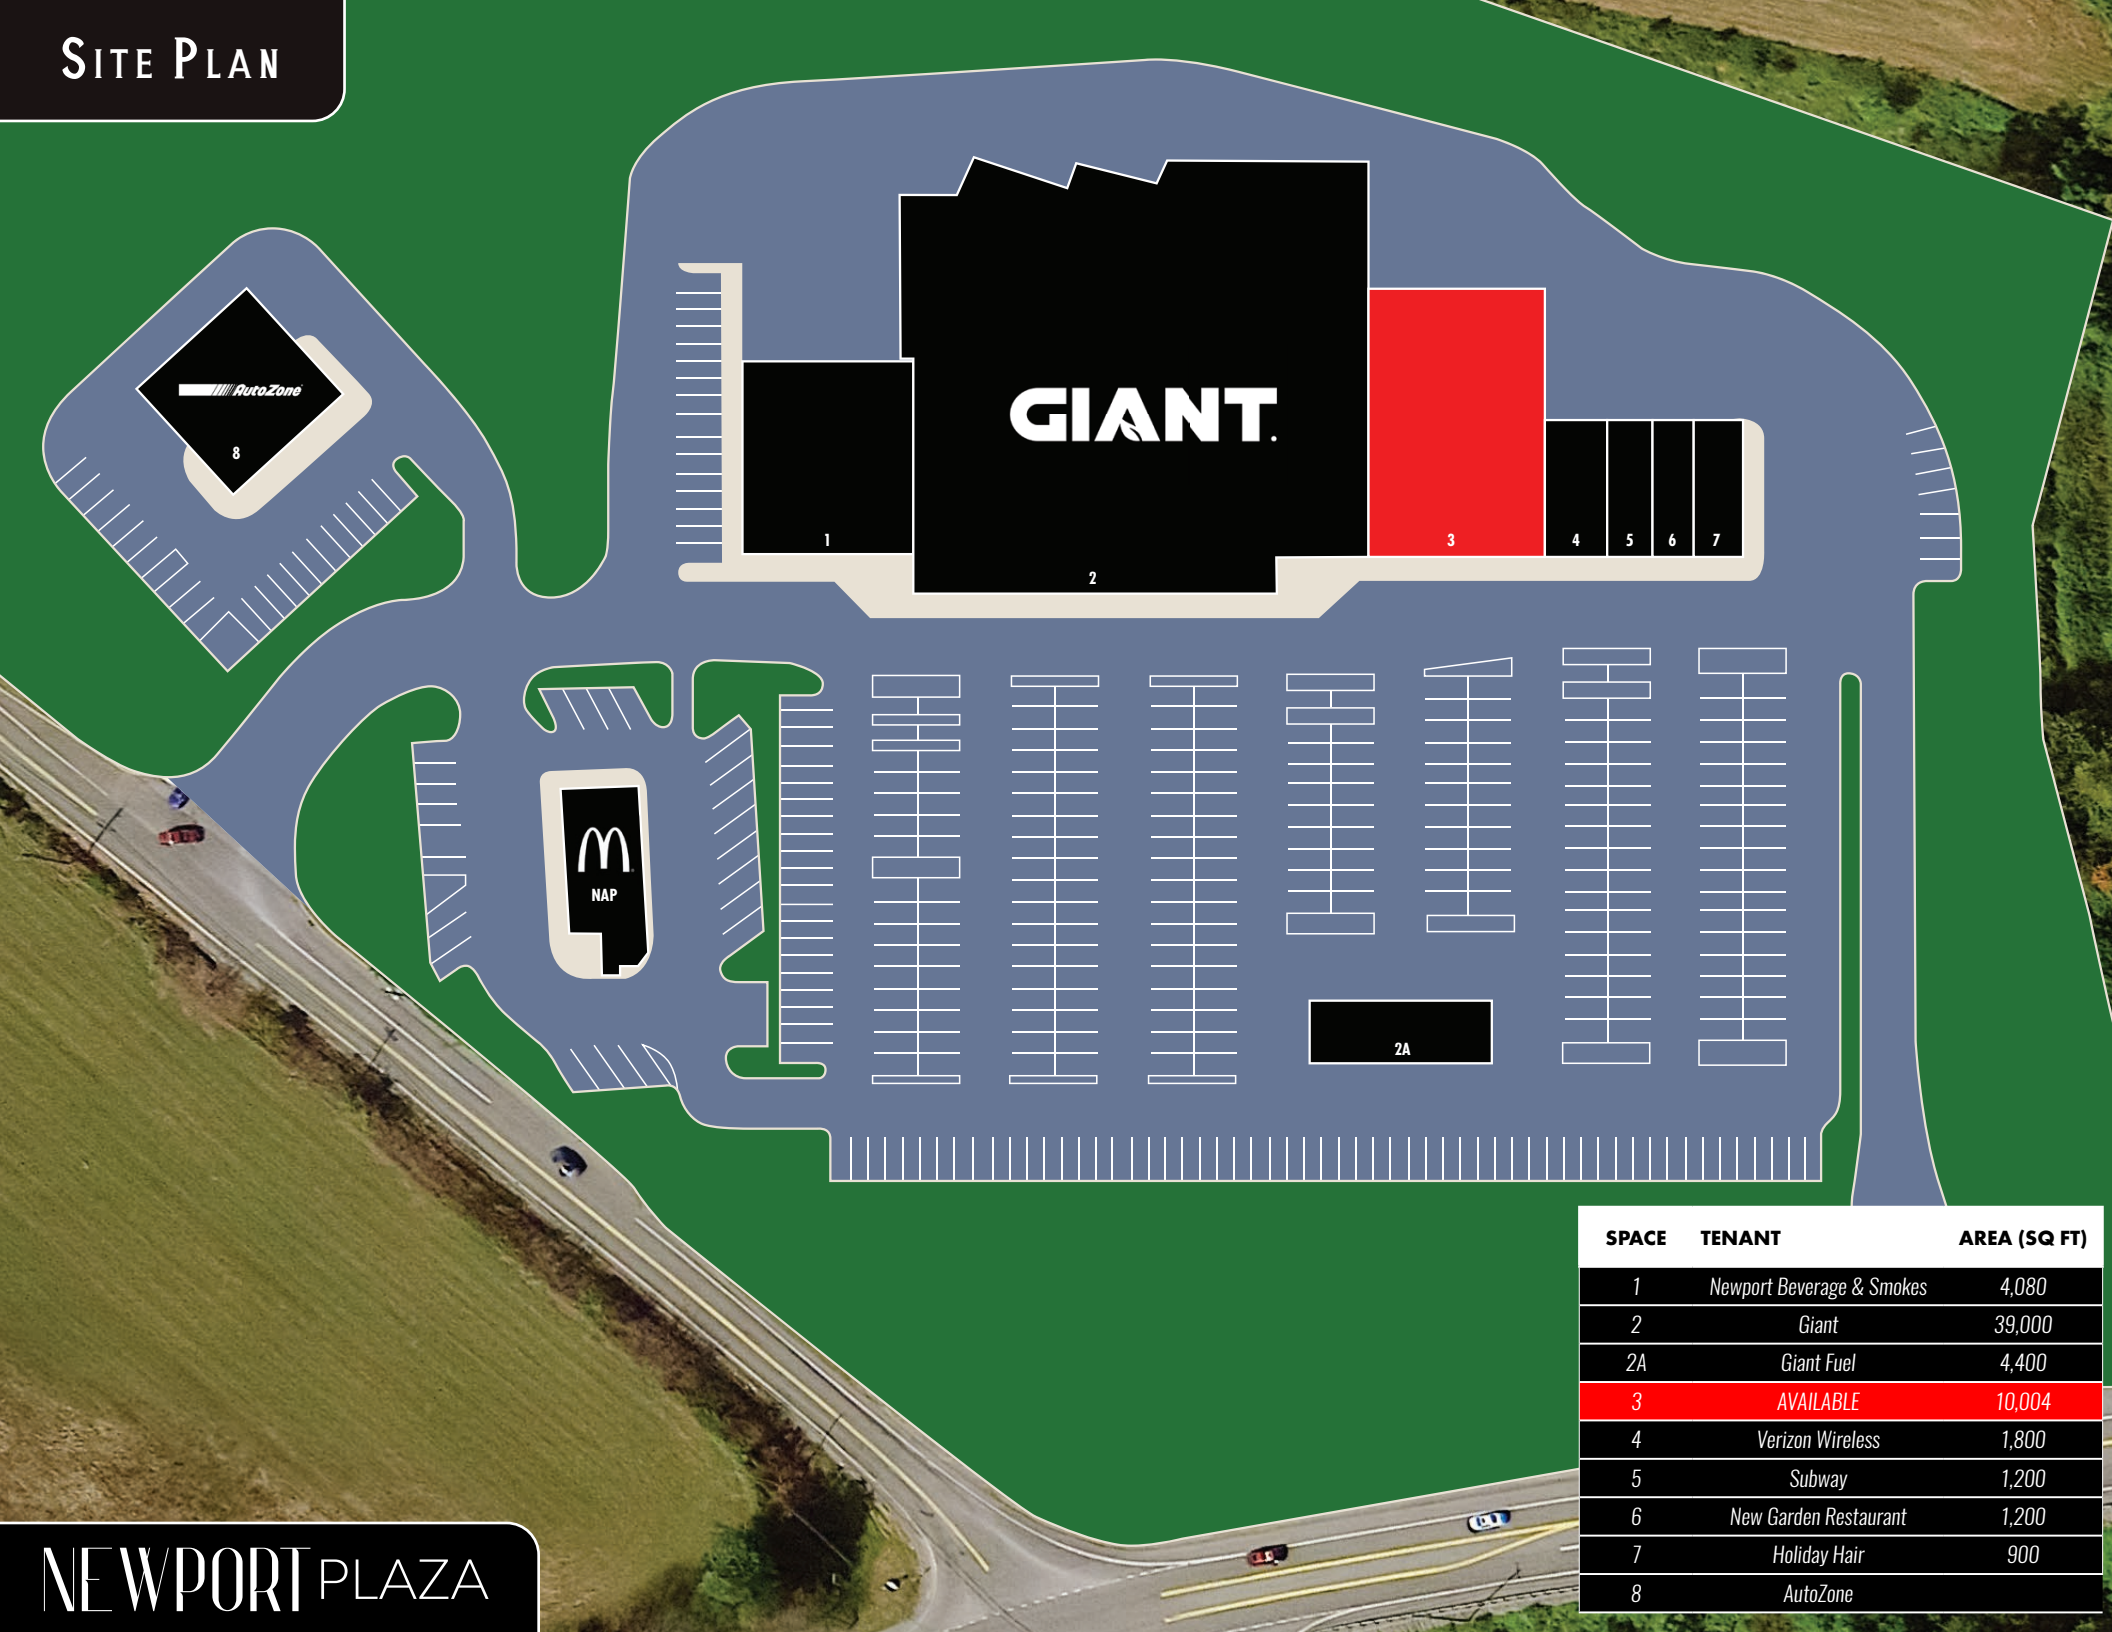 SITE PLAN
AutoZone
8
GIANT
1
2
3
4
5
6
7
NAP
2A
SPACE TENANT AREA (SQ FT)
1 Newport Beverage & Smokes 4,080
2 Giant 39,000
2A Giant Fuel 4,400
3 AVAILABLE 10,004
4 Verizon Wireless 1,800
5 Subway 1,200
6 New Garden Restaurant 1,200
7 Holiday Hair 900
8 AutoZone
NEWPORT PLAZA